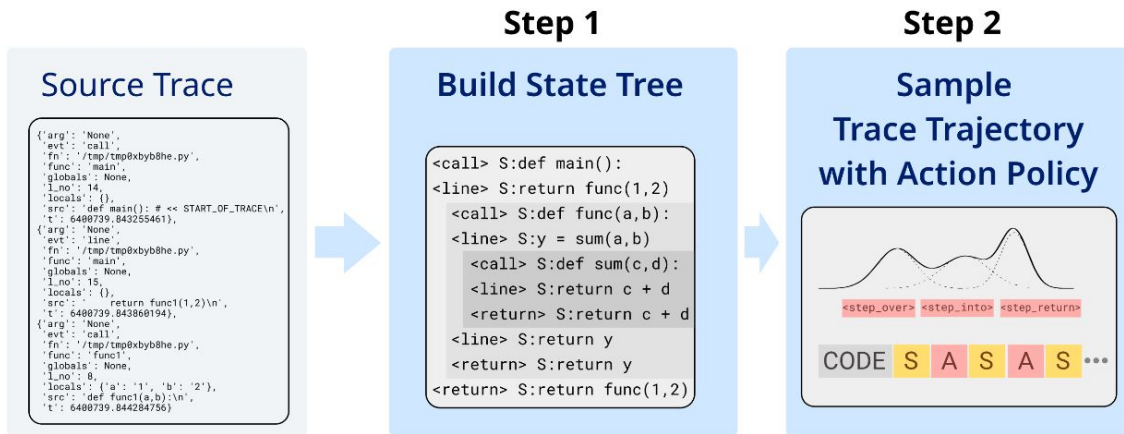 Source Trace
{'arg': 'None',
'evt': 'call',
'fn': '/tmp/tmp0xbyb8he.py',
'func': 'main',
'globals': None,
'l_no': 14,
'locals': {},
'src': 'def main(): # << START_OF_TRACE\n',
't': 6400739.843255461},
{'arg': 'None',
'evt': 'line',
'fn': '/tmp/tmp0xbyb8he.py',
'func': 'main',
'globals': None,
'l_no': 15,
'locals': {},
'src': '    return func1(1,2)\n',
't': 6400739.843860194},
{'arg': 'None',
'evt': 'call',
'fn': '/tmp/tmp0xbyb8he.py',
'func': 'func1',
'globals': None,
'l_no': 8,
'locals': {'a': '1', 'b': '2'},
'src': 'def func1(a,b):\n',
't': 6400739.844284756}
Step 1
Build State Tree
<call> S:def main():
<line> S:return func(1,2)
<call> S:def func(a,b):
<line> S:y = sum(a,b)
<call> S:def sum(c,d):
<line> S:return c + d
<return> S:return c + d
<line> S:return y
<return> S:return y
<return> S:return func(1,2)
Step 2
Sample
Trace Trajectory
with Action Policy
<step_over> <step_into> <step_return>
CODE S A S A S •••